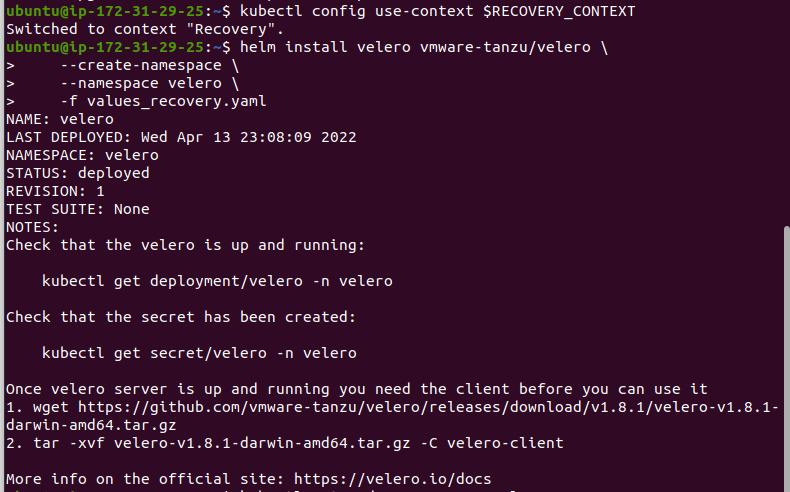 ubuntu@ip-172-31-29-25:~$ kubectl config use-context $RECOVERY_CONTEXT
Switched to context "Recovery".
ubuntu@ip-172-31-29-25:~$ helm install velero vmware-tanzu/velero \
>     --create-namespace \
>     --namespace velero \
>     -f values_recovery.yaml
NAME: velero
LAST DEPLOYED: Wed Apr 13 23:08:09 2022
NAMESPACE: velero
STATUS: deployed
REVISION: 1
TEST SUITE: None
NOTES:
Check that the velero is up and running:
    kubectl get deployment/velero -n velero
Check that the secret has been created:
    kubectl get secret/velero -n velero
Once velero server is up and running you need the client before you can use it
1. wget https://github.com/vmware-tanzu/velero/releases/download/v1.8.1/velero-v1.8.1-
darwin-amd64.tar.gz
2. tar -xvf velero-v1.8.1-darwin-amd64.tar.gz -C velero-client
More info on the official site: https://velero.io/docs